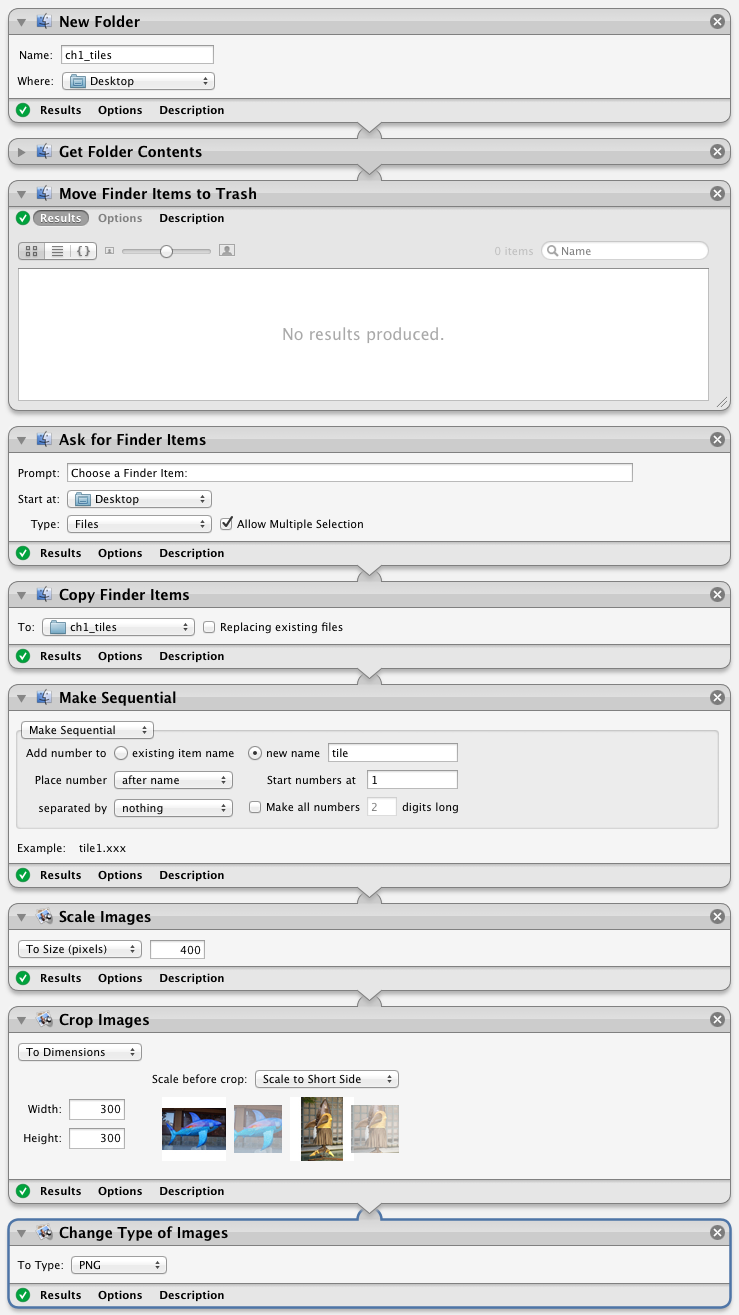 New Folder
Name: ch1_tiles
Where: Desktop
Results Options Description
Get Folder Contents
Move Finder Items to Trash
Results Options Description
0 items Name
No results produced.
Ask for Finder Items
Prompt: Choose a Finder Item:
Start at: Desktop
Type: Files Allow Multiple Selection
Results Options Description
Copy Finder Items
To: ch1_tiles Replacing existing files
Results Options Description
Make Sequential
Make Sequential
Add number to existing item name new name tile
Place number after name Start numbers at 1
separated by nothing Make all numbers 2 digits long
Example: tile1.xxx
Results Options Description
Scale Images
To Size (pixels) 400
Results Options Description
Crop Images
To Dimensions
Scale before crop: Scale to Short Side
Width: 300
Height: 300
Results Options Description
Change Type of Images
To Type: PNG
Results Options Description